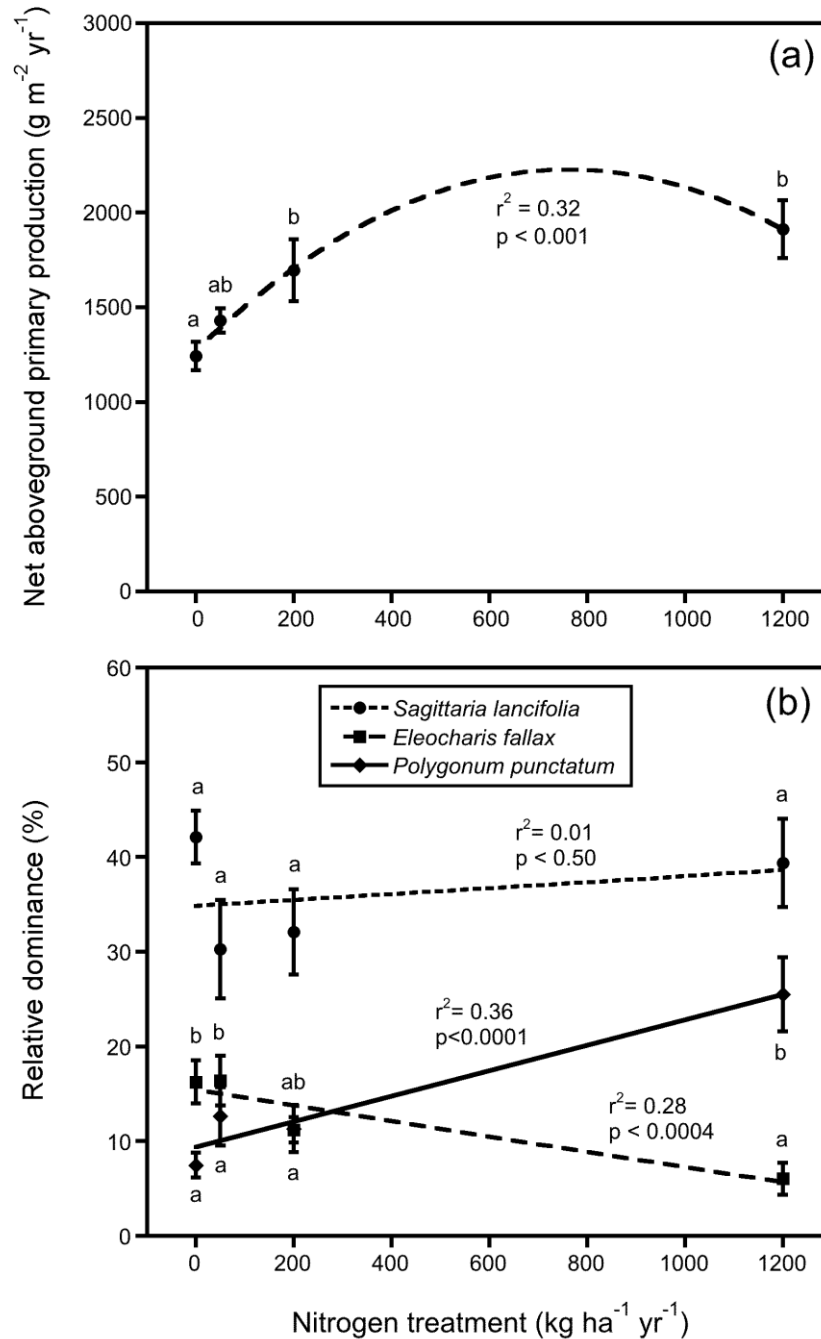 Net aboveground primary production (g m⁻² yr⁻¹)
3000
2500
2000
1500
1000
500
0
(a)
a
ab
b
b
r² = 0.32
p < 0.001
0
200
400
600
800
1000
1200
Relative dominance (%)
60
50
40
30
20
10
0
(b)
Sagittaria lancifolia
Eleocharis fallax
Polygonum punctatum
a
a
a
a
r²= 0.01
p < 0.50
r²= 0.36
p<0.0001
b
b
b
ab
r²= 0.28
p < 0.0004
a
a
a
a
0
200
400
600
800
1000
1200
Nitrogen treatment (kg ha⁻¹ yr⁻¹)